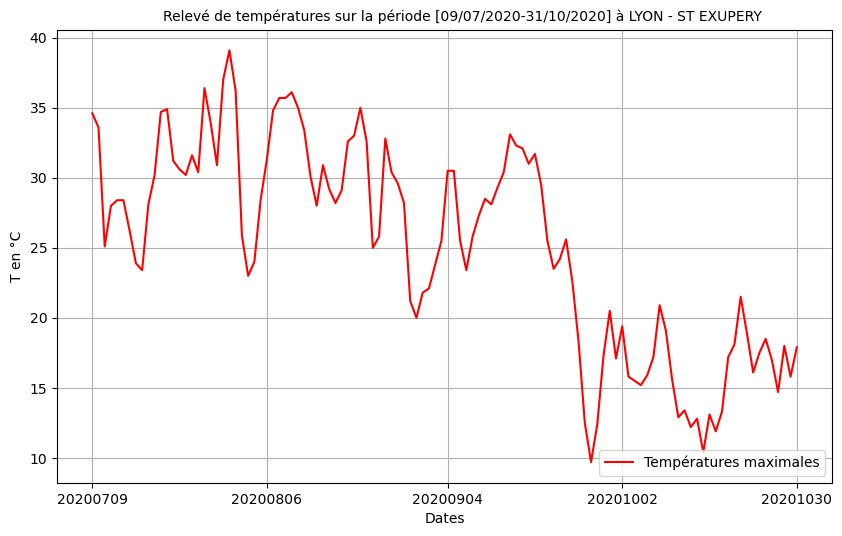 Relevé de températures sur la période [09/07/2020-31/10/2020] à LYON - ST EXUPERY
40
35
30
25
20
15
10
T en °C
Températures maximales
20200709 20200806 20200904 20201002 20201030
Dates